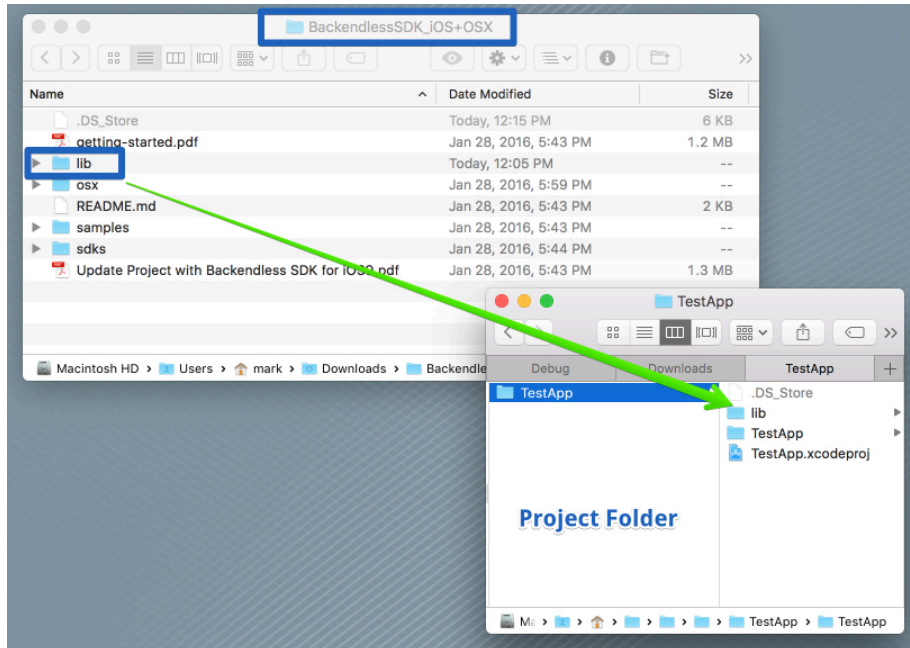 BackendlessSDK_iOS+OSX
Name Date Modified Size
.DS_Store Today, 12:15 PM 6 KB
getting-started.pdf Jan 28, 2016, 5:43 PM 1.2 MB
lib Today, 12:05 PM --
osx Jan 28, 2016, 5:59 PM --
README.md Jan 28, 2016, 5:43 PM 2 KB
samples Jan 28, 2016, 5:43 PM --
sdks Jan 28, 2016, 5:44 PM --
Update Project with Backendless SDK for iOS9.pdf Jan 28, 2016, 5:43 PM 1.3 MB
Macintosh HD › Users › mark › Downloads › Backendle
TestApp
Debug Downloads TestApp +
TestApp
.DS_Store
lib
TestApp
TestApp.xcodeproj
Project Folder
Ma › › › › › › TestApp › TestApp